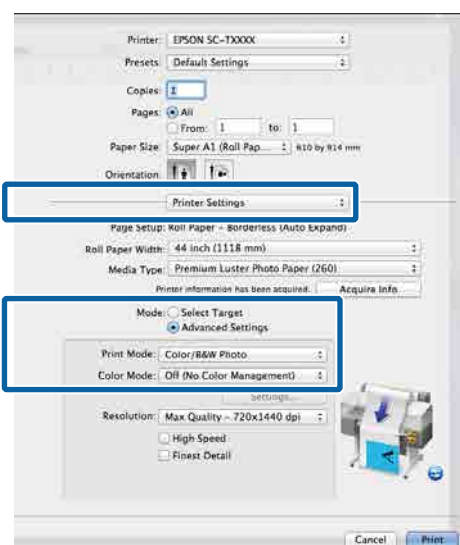 Printer: EPSON SC-TXXXX
Presets: Default Settings
Copies: 1
Pages: All
From: 1 to: 1
Paper Size: Super A1 (Roll Pap... 610 by 914 mm
Orientation
Printer Settings
Page Setup: Roll Paper - Borderless (Auto Expand)
Roll Paper Width: 44 inch (1118 mm)
Media Type: Premium Luster Photo Paper (260)
Printer information has been acquired. Acquire Info
Mode: Select Target
Advanced Settings
Print Mode: Color/B&W Photo
Color Mode: Off (No Color Management)
Settings...
Resolution: Max Quality - 720x1440 dpi
High Speed
Finest Detail
A
Cancel Print